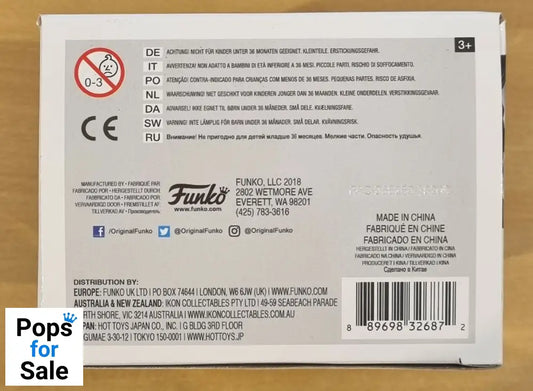 0-3
3+
DE ACHTUNG! NICHT FÜR KINDER UNTER 36 MONATEN GEEIGNET. KLEINTEILE. ERSTICKUNGSGEFAHR.
IT AVVERTENZA! NON ADATTO A BAMBINI DI ETÀ INFERIORE A 36 MESI. PICCOLE PARTI. RISCHIO DI SOFFOCAMENTO.
PO ATENÇÃO! CONTRA-INDICADO PARA CRIANÇAS COM MENOS DE 36 MESES. PEQUENAS PARTES. RISCO DE ASFIXIA.
NL WAARSCHUWING! NIET GESCHIKT VOOR KINDEREN JONGER DAN 36 MAANDEN. KLEINE ONDERDELEN. VERSTIKKINGSGEVAAR.
DA ADVARSEL! IKKE EGNET TIL BØRN UNDER 36 MÅNEDER. SMÅ DELE. KVÆLNINGSFARE.
SW VARNING! INTE LÄMPLIG FÖR BARN UNDER 36 MÅNADER. SMÅ DELAR. KVÄVNINGSRISK.
RU Внимание! Не пригодно для детей младше 36 месяцев. Мелкие части. Опасность удушья
CE
MANUFACTURED BY • FABRIQUÉ PAR
FABRICADO POR • HERGESTELLT DURCH
FABBRICATO DA • FABRICADO POR
VERVAARDIGD DOOR • FREMSTILLET AF
TILLVERKAD AV • Производитель
Funko
www.funko.com
FUNKO, LLC 2018
2802 WETMORE AVE
EVERETT, WA 98201
(425) 783-3616
/OriginalFunko /OriginalFunko /OriginalFunko
MADE IN CHINA
FABRIQUÉ EN CHINE
FABRICADO EN CHINA
HERGESTELLT IN CHINA / FABBRICATO IN CINA
FABRICADO NA CHINA / VERVAARDIGD IN CHINA
PRODUCERET I KINA / TILLVERKAD I KINA
Сделано в Китае
DISTRIBUTION BY:
EUROPE: FUNKO UK LTD | PO BOX 74644 | LONDON, W6 6JW (UK) | WWW.FUNKO.COM
AUSTRALIA & NEW ZEALAND: IKON COLLECTABLES PTY LTD | 49-59 SEABEACH PARADE
RTH SHORE, VIC 3214 AUSTRALIA | WWW.IKONCOLLECTABLES.COM.AU
PAN: HOT TOYS JAPAN CO., INC. | G BLDG 3RD FLOOR
GUMAE 3-30-12 | TOKYO 150-0001 | WWW.HOTTOYS.JP
8 89698 32687 2
Pops
for
Sale